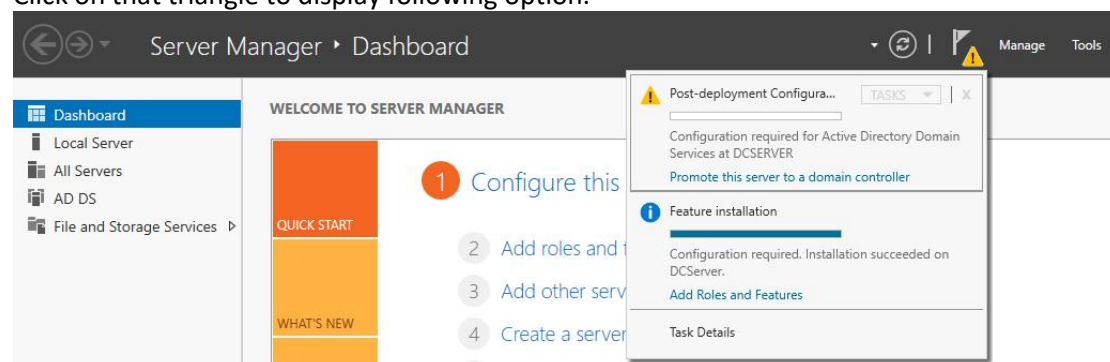 Click on that triangle to display following option.
Server Manager ‣ Dashboard
Manage Tools
Dashboard
Local Server
All Servers
AD DS
File and Storage Services
WELCOME TO SERVER MANAGER
QUICK START
WHAT'S NEW
1 Configure this
2 Add roles and f
3 Add other serv
4 Create a server
Post-deployment Configura... TASKS X
Configuration required for Active Directory Domain
Services at DCSERVER
Promote this server to a domain controller
Feature installation
Configuration required. Installation succeeded on
DCServer.
Add Roles and Features
Task Details